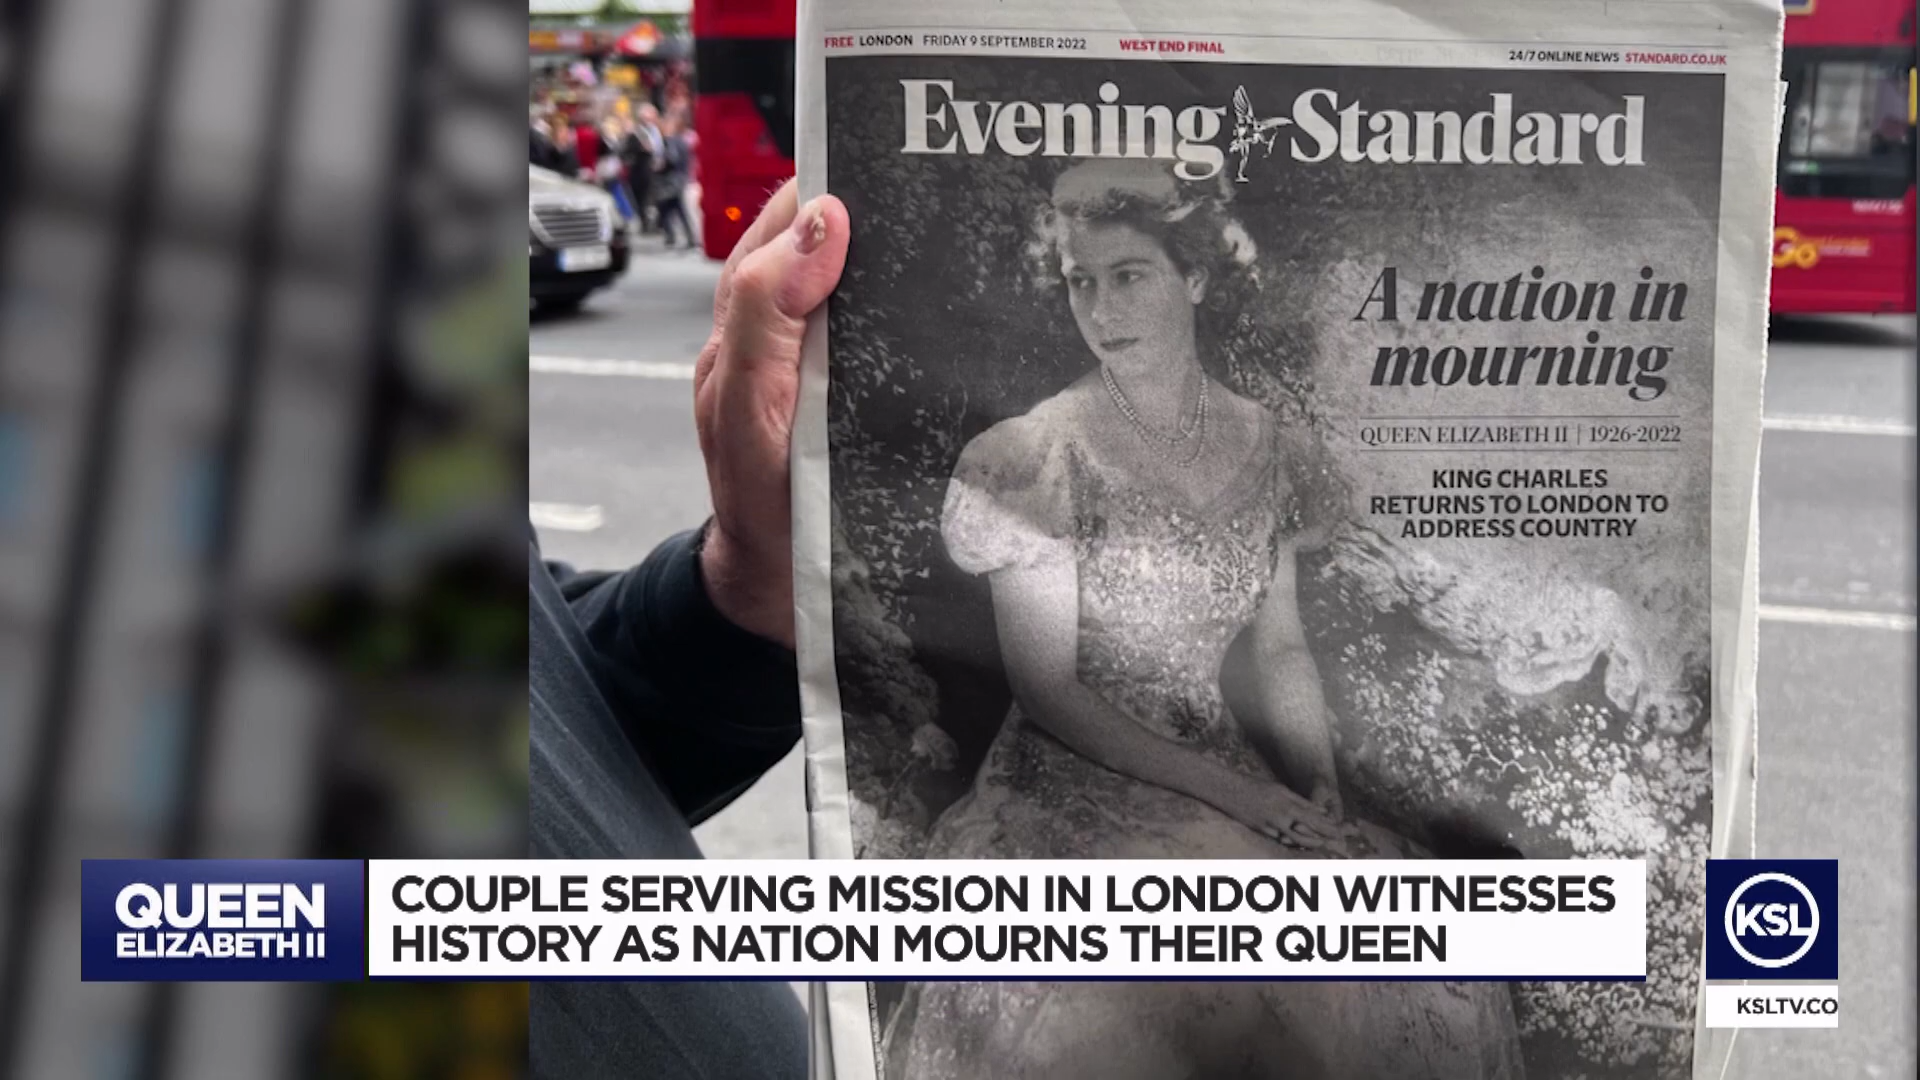 FREE LONDON FRIDAY 9 SEPTEMBER 2022 WEST END FINAL 24/7 ONLINE NEWS STANDARD.CO.UK
Evening Standard
A nation in
mourning
QUEEN ELIZABETH II | 1926-2022
KING CHARLES
RETURNS TO LONDON TO
ADDRESS COUNTRY
Go
QUEEN
ELIZABETH II
COUPLE SERVING MISSION IN LONDON WITNESSES
HISTORY AS NATION MOURNS THEIR QUEEN
KSL
KSLTV.CO